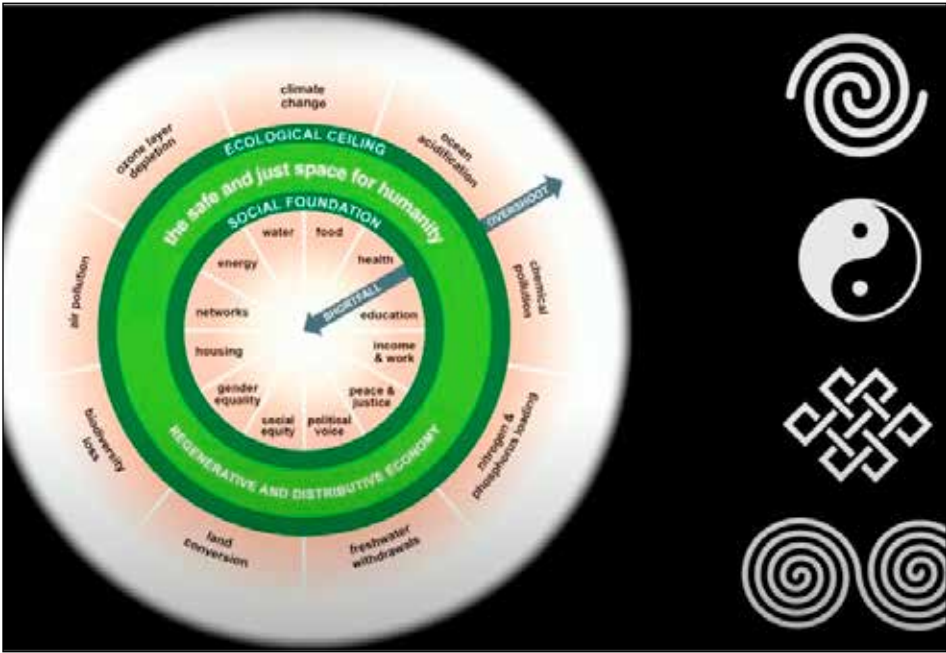 climate
change
ocean
acidification
chemical
pollution
nitrogen &
phosphorus loading
freshwater
withdrawals
land
conversion
biodiversity
loss
air pollution
ozone layer
depletion
ECOLOGICAL CEILING
the safe and just space for humanity
SOCIAL FOUNDATION
OVERSHOOT
SHORTFALL
water
food
health
education
income
& work
peace &
justice
political
voice
social
equity
gender
equality
housing
networks
energy
REGENERATIVE AND DISTRIBUTIVE ECONOMY